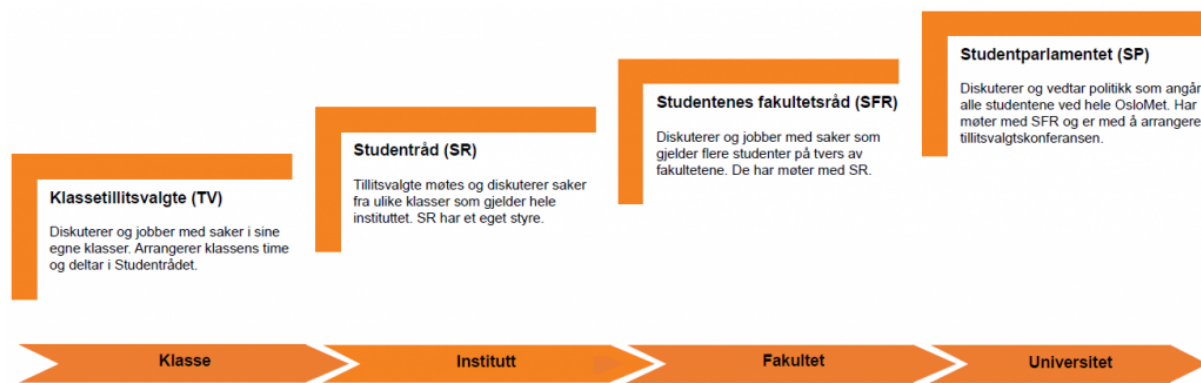 Klassetillitsvalgte (TV)
Diskuterer og jobber med saker i sine
egne klasser. Arrangerer klassens time
og deltar i Studentrådet.
Studentråd (SR)
Tillitsvalgte møtes og diskuterer saker
fra ulike klasser som gjelder hele
instituttet. SR har et eget styre.
Studentenes fakultetsråd (SFR)
Diskuterer og jobber med saker som
gjelder flere studenter på tvers av
fakultetene. De har møter med SR.
Studentparlamentet (SP)
Diskuterer og vedtar politikk som angår
alle studentene ved hele OsloMet. Har
møter med SFR og er med å arrangere
tillitsvalgtskonferansen.
Klasse
Institutt
Fakultet
Universitet